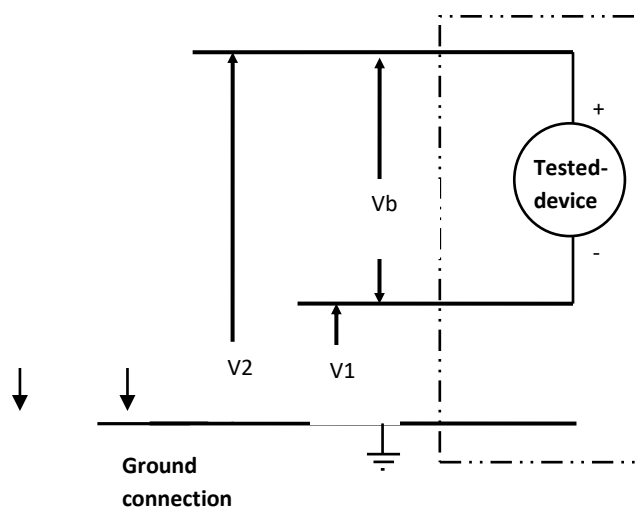 +
Tested-
device
Vb
-
V2
V1
Ground
connection